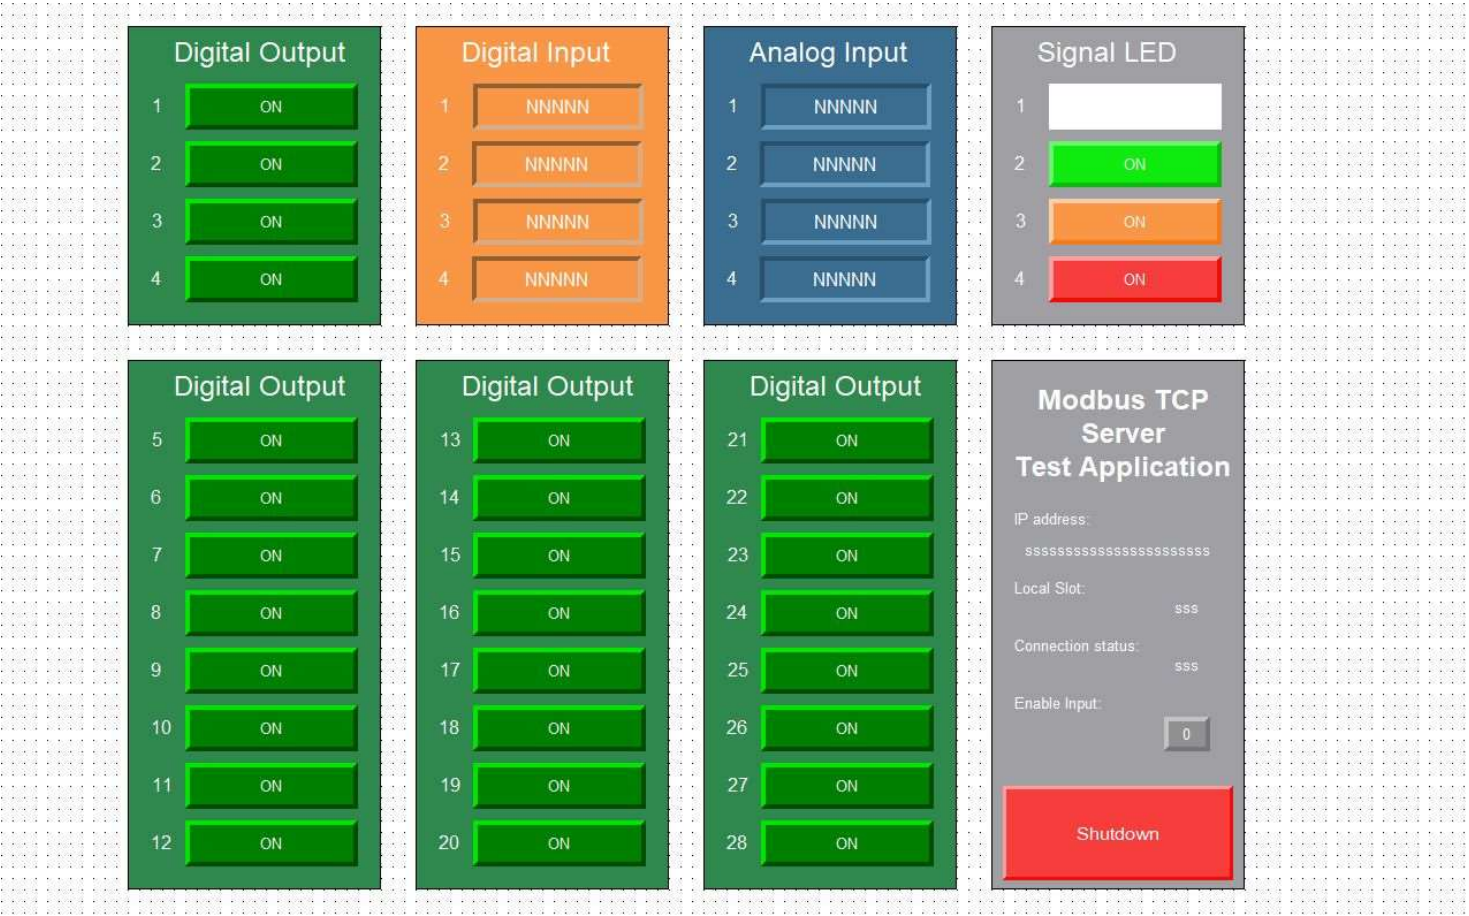 Digital Output
1 ON
2 ON
3 ON
4 ON
Digital Input
1 NNNNN
2 NNNNN
3 NNNNN
4 NNNNN
Analog Input
1 NNNNN
2 NNNNN
3 NNNNN
4 NNNNN
Signal LED
1
2 ON
3 ON
4 ON
Digital Output
5 ON
6 ON
7 ON
8 ON
9 ON
10 ON
11 ON
12 ON
Digital Output
13 ON
14 ON
15 ON
16 ON
17 ON
18 ON
19 ON
20 ON
Digital Output
21 ON
22 ON
23 ON
24 ON
25 ON
26 ON
27 ON
28 ON
Modbus TCP
Server
Test Application
IP address:
sssssssssssssssssssssss
Local Slot:
sss
Connection status:
sss
Enable Input:
0
Shutdown